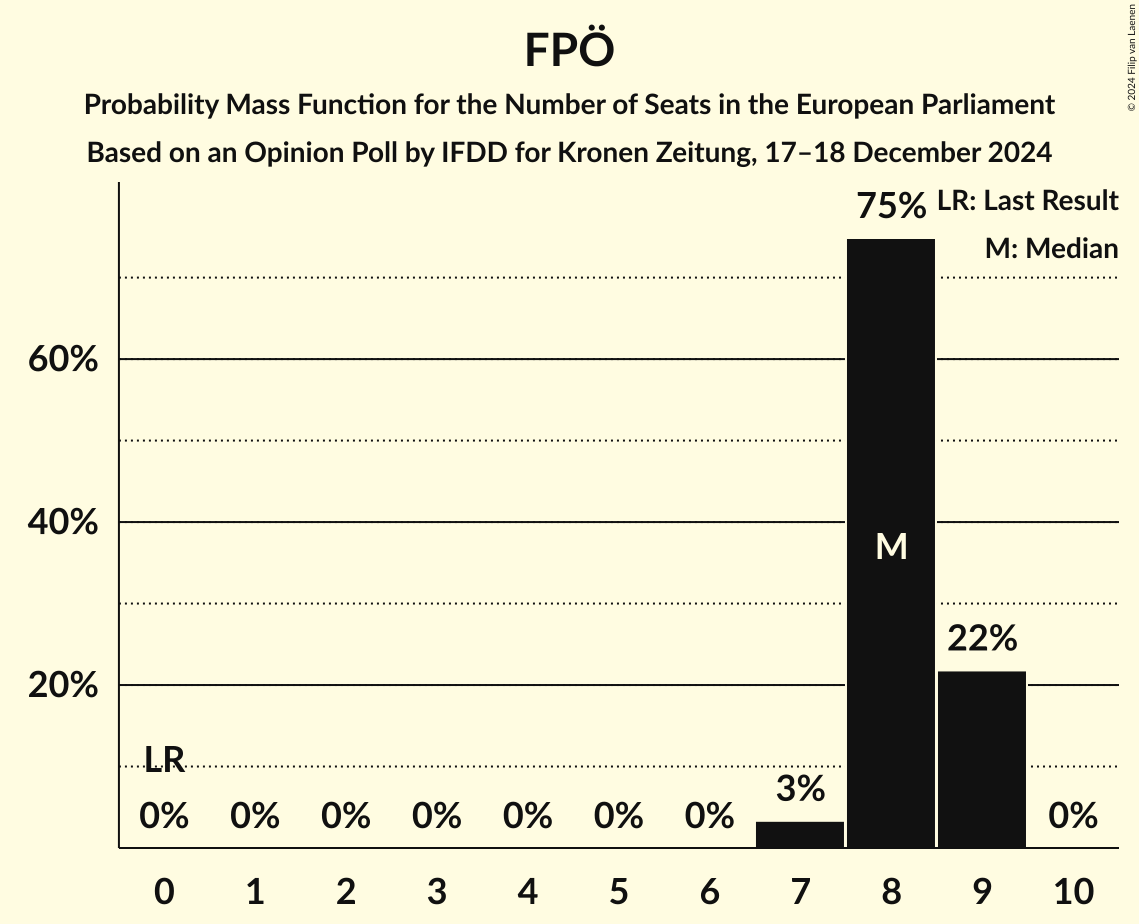 FPÖ
Probability Mass Function for the Number of Seats in the European Parliament
Based on an Opinion Poll by IFDD for Kronen Zeitung, 17–18 December 2024
© 2024 Filip van Laenen
LR: Last Result
M: Median
75%
60%
40%
M
22%
20%
LR
3%
0% 0% 0% 0% 0% 0% 0% 0%
0 1 2 3 4 5 6 7 8 9 10